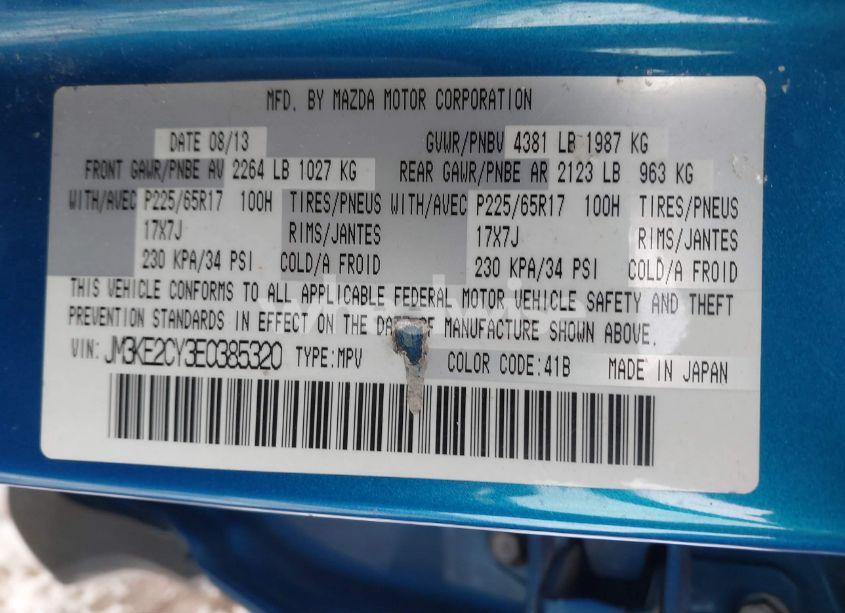 MFD. BY MAZDA MOTOR CORPORATION
DATE 08/13 GVWR/PNBV 4381 LB 1987 KG
FRONT GAWR/PNBE AV 2264 LB 1027 KG REAR GAWR/PNBE AR 2123 LB 963 KG
WITH/AVEC P225/65R17 100H TIRES/PNEUS WITH/AVEC P225/65R17 100H TIRES/PNEUS
17X7J RIMS/JANTES 17X7J RIMS/JANTES
230 KPA/34 PSI COLD/A FROID 230 KPA/34 PSI COLD/A FROID
THIS VEHICLE CONFORMS TO ALL APPLICABLE FEDERAL MOTOR VEHICLE SAFETY AND THEFT
PREVENTION STANDARDS IN EFFECT ON THE DATE OF MANUFACTURE SHOWN ABOVE.
VIN: JM3KE2CY3E0385320 TYPE:MPV COLOR CODE:41B MADE IN JAPAN